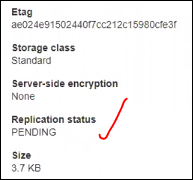 Etag
ae024e91502440f7cc212c15980cfe3f
Storage class
Standard
Server-side encryption
None
Replication status
PENDING
Size
3.7 KB